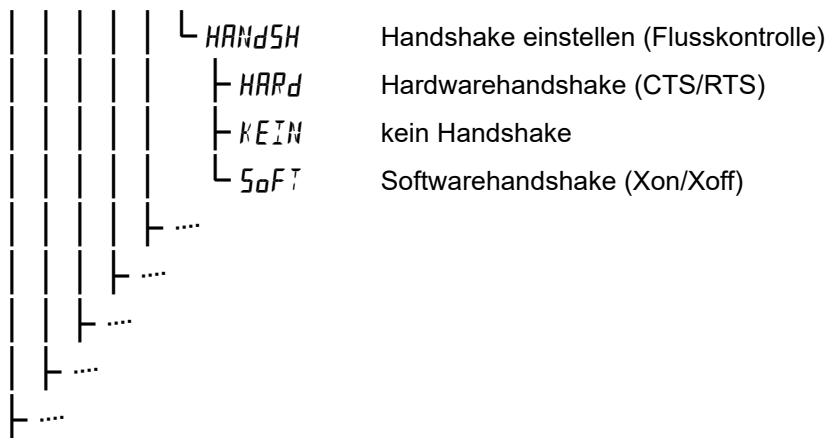 HANdSH Handshake einstellen (Flusskontrolle)
HARd Hardwarehandshake (CTS/RTS)
KEIN kein Handshake
SoFT Softwarehandshake (Xon/Xoff)
.....
.....
.....
.....
.....